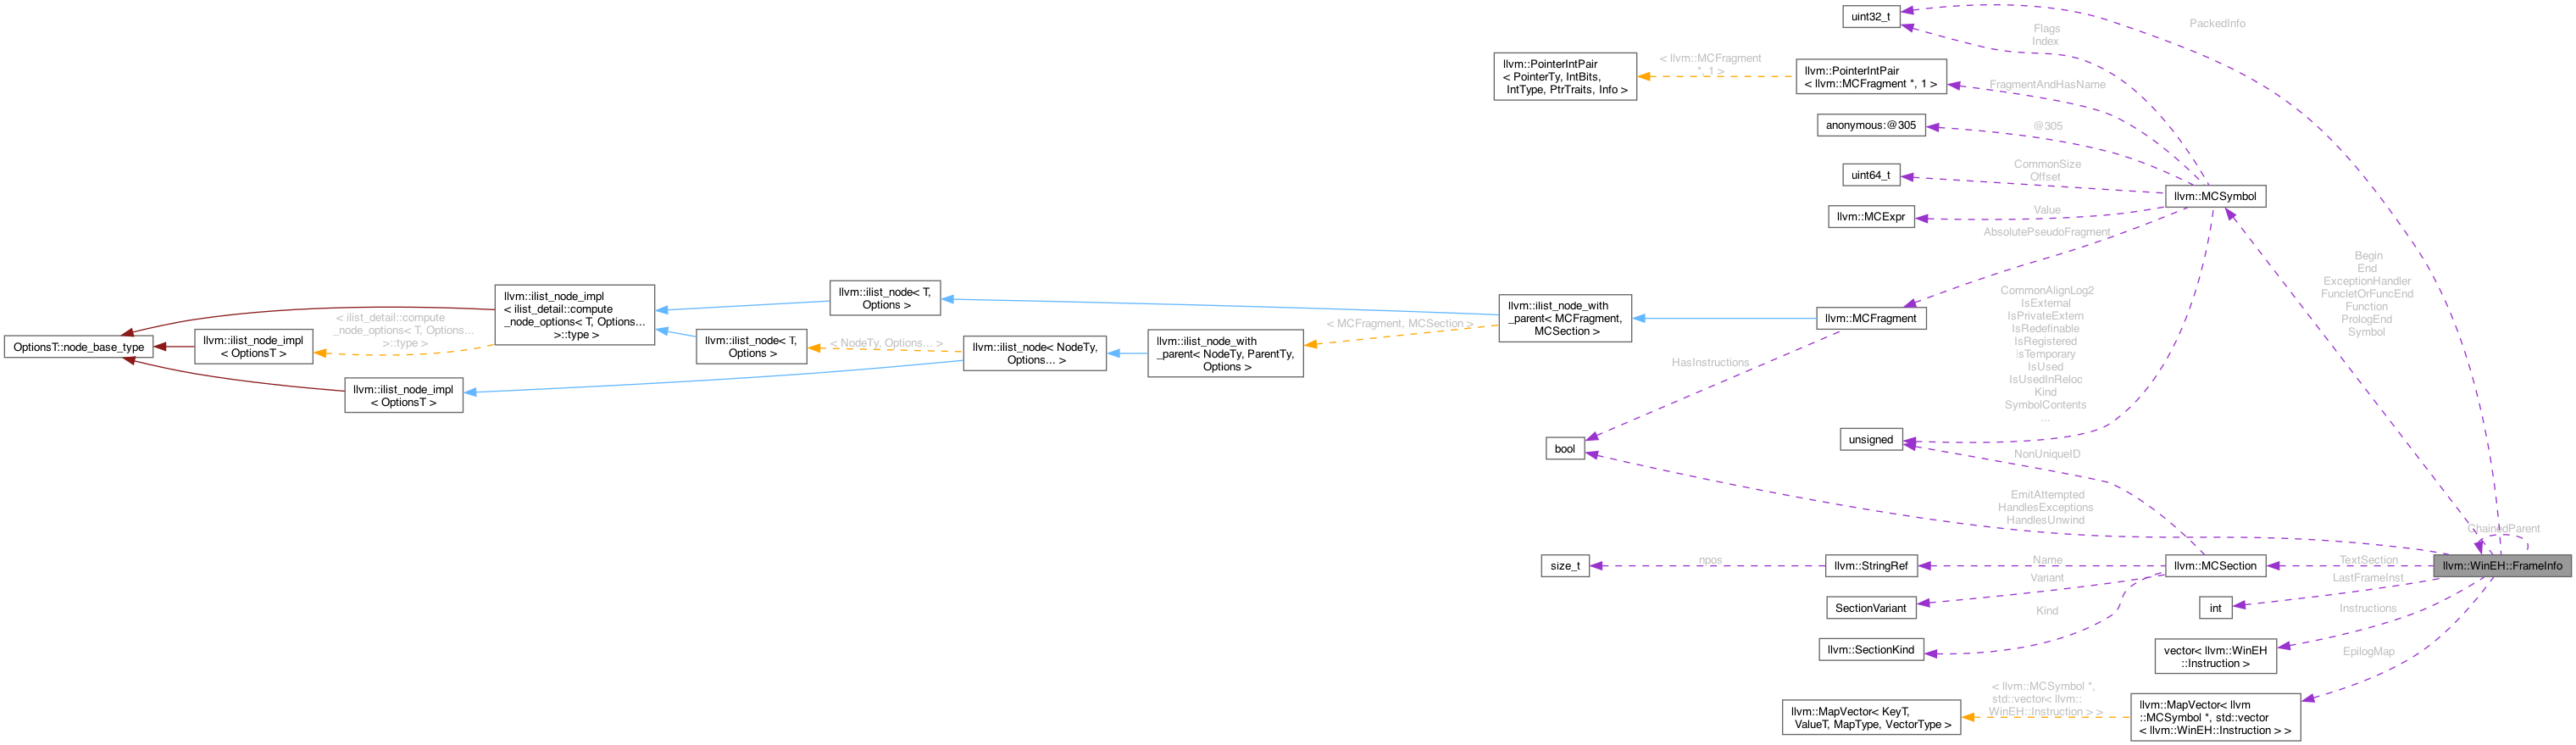 uint32_t
PackedInfo
Flags
Index
llvm::PointerIntPair
< PointerTy, IntBits,
IntType, PtrTraits, Info >
< llvm::MCFragment
*, 1 >
llvm::PointerIntPair
< llvm::MCFragment *, 1 >
FragmentAndHasName
anonymous:@305
@305
uint64_t
CommonSize
Offset
llvm::MCSymbol
llvm::MCExpr
Value
AbsolutePseudoFragment
OptionsT::node_base_type
llvm::ilist_node_impl
< OptionsT >
< ilist_detail::compute
_node_options< T, Options...
>::type >
llvm::ilist_node_impl
< OptionsT >
llvm::ilist_node_impl
< ilist_detail::compute
_node_options< T, Options...
>::type >
llvm::ilist_node< T,
Options >
llvm::ilist_node< T,
Options >
< NodeTy, Options... >
llvm::ilist_node< NodeTy,
Options... >
llvm::ilist_node_with
_parent< NodeTy, ParentTy,
Options >
< MCFragment, MCSection >
llvm::ilist_node_with
_parent< MCFragment,
MCSection >
llvm::MCFragment
HasInstructions
CommonAlignLog2
IsExternal
IsPrivateExtern
IsRedefinable
IsRegistered
IsTemporary
IsUsed
IsUsedInReloc
Kind
SymbolContents
...
Begin
End
ExceptionHandler
FuncletOrFuncEnd
Function
PrologEnd
Symbol
bool
unsigned
NonUniqueID
EmitAttempted
HandlesExceptions
HandlesUnwind
ChainedParent
size_t
npos
llvm::StringRef
Name
llvm::MCSection
TextSection
llvm::WinEH::FrameInfo
SectionVariant
Variant
int
LastFrameInst
llvm::SectionKind
Kind
vector< llvm::WinEH
::Instruction >
Instructions
EpilogMap
llvm::MapVector< KeyT,
ValueT, MapType, VectorType >
< llvm::MCSymbol *,
std::vector< llvm::
WinEH::Instruction > >
llvm::MapVector< llvm
::MCSymbol *, std::vector
< llvm::WinEH::Instruction > >